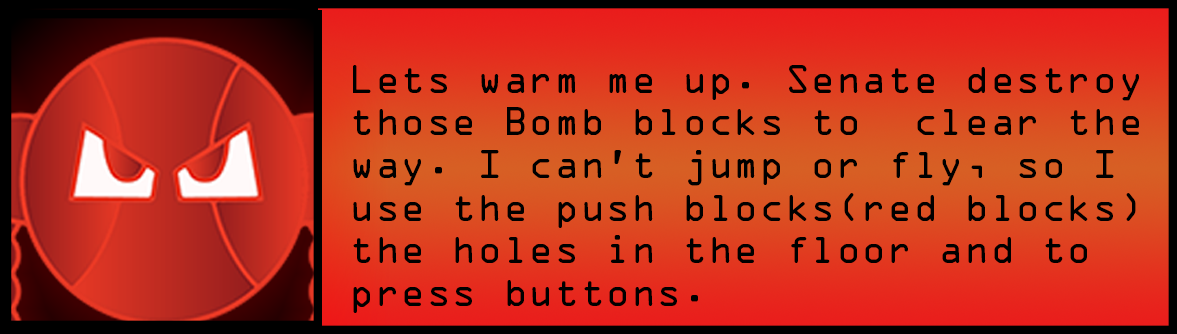 Lets warm me up. Senate destroy
those Bomb blocks to  clear the
way. I can't jump or fly, so I
use the push blocks(red blocks)
the holes in the floor and to
press buttons.